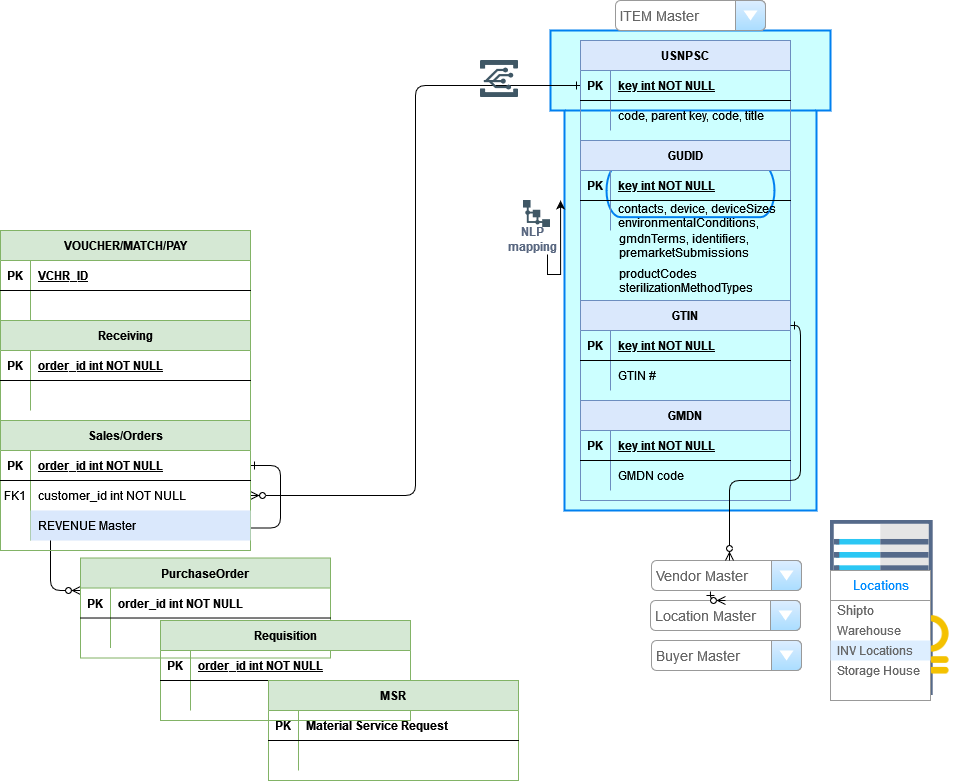 ITEM Master
USNPSC
PK key int NOT NULL
code, parent key, code, title
GUDID
PK key int NOT NULL
contacts, device, deviceSizes
environmentalConditions,
gmdnTerms, identifiers,
premarketSubmissions
productCodes
sterilizationMethodTypes
NLP
mapping
GTIN
PK key int NOT NULL
GTIN #
GMDN
PK key int NOT NULL
GMDN code
VOUCHER/MATCH/PAY
PK VCHR_ID
Receiving
PK order_id int NOT NULL
Sales/Orders
PK order_id int NOT NULL
FK1 customer_id int NOT NULL
REVENUE Master
PurchaseOrder
PK order_id int NOT NULL
Requisition
PK order_id int NOT NULL
MSR
PK Material Service Request
Vendor Master
Location Master
Buyer Master
Locations
Shipto
Warehouse
INV Locations
Storage House